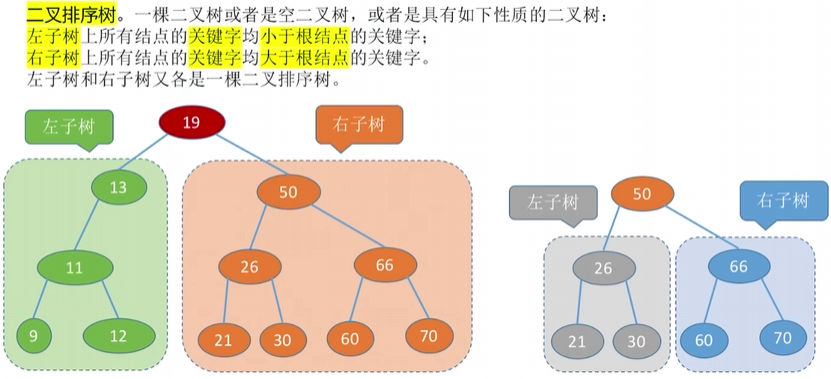 二叉排序树。一棵二叉树或者是空二叉树，或者是具有如下性质的二叉树：
左子树上所有结点的关键字均小于根结点的关键字；
右子树上所有结点的关键字均大于根结点的关键字。
左子树和右子树又各是一棵二叉排序树。
左子树
19
右子树
13
50
11
26
66
9
12
21
30
60
70
左子树
50
右子树
26
66
21
30
60
70